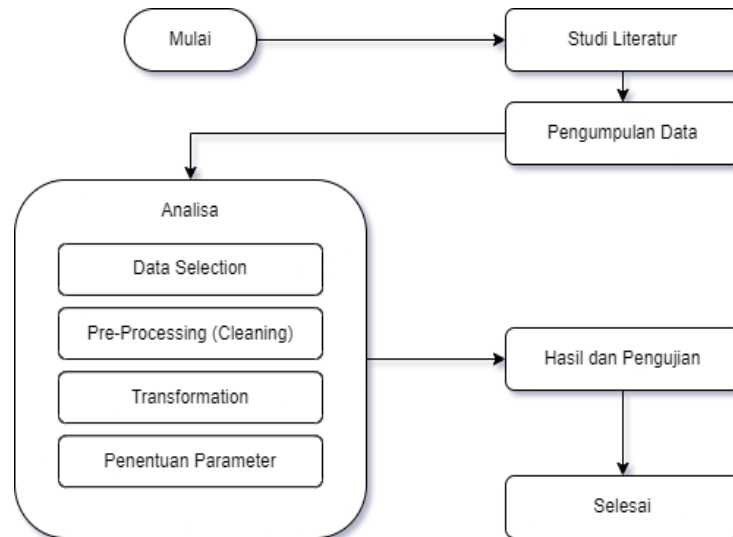 Mulai
Studi Literatur
Pengumpulan Data
Analisa
Data Selection
Pre-Processing (Cleaning)
Transformation
Penentuan Parameter
Hasil dan Pengujian
Selesai